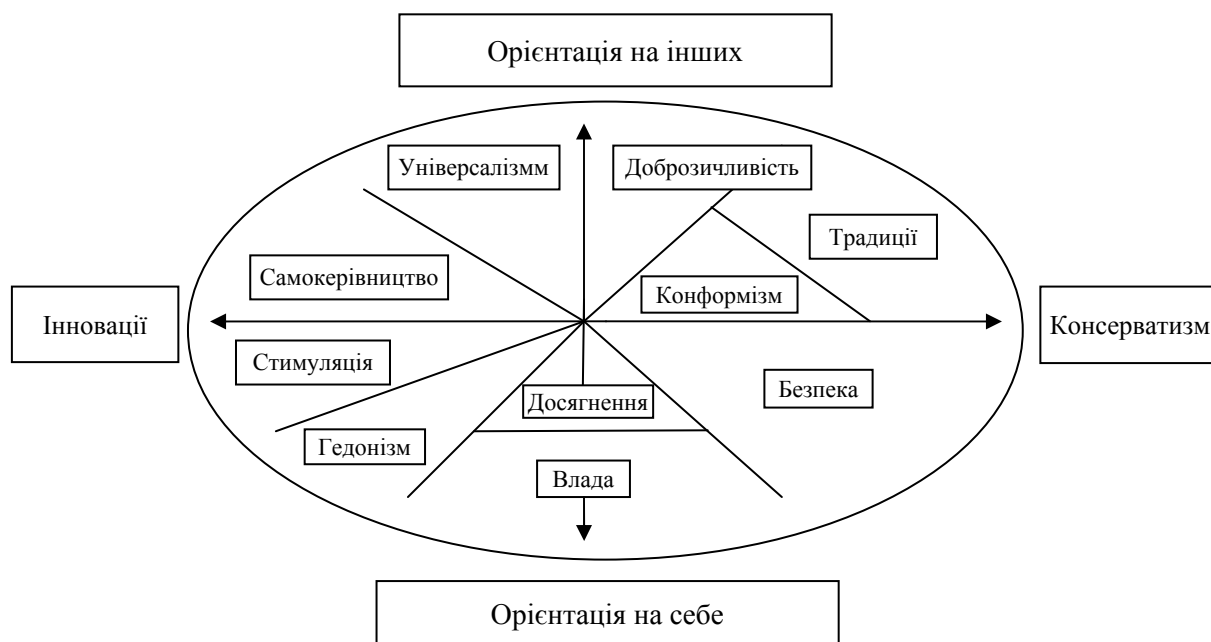 Орієнтація на інших
Універсалізмм
Доброзичливість
Традиції
Самокерівництво
Конформізм
Інновації
Консерватизм
Стимуляція
Досягнення
Безпека
Гедонізм
Влада
Орієнтація на себе